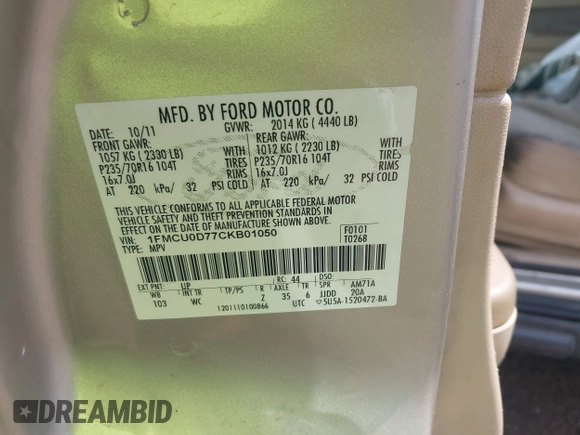 MFD. BY FORD MOTOR CO.
DATE: 10/11 GVWR: 2014 KG ( 4440 LB)
FRONT GAWR: REAR GAWR:
1057 KG ( 2330 LB) WITH 1012 KG ( 2230 LB) WITH
P235/70R16 104T TIRES P235/70R16 104T TIRES
16x7.0J RIMS 16x7.0J RIMS
AT 220 kPa/ 32 PSI COLD AT 220 kPa/ 32 PSI COLD
THIS VEHICLE CONFORMS TO ALL APPLICABLE FEDERAL MOTOR
VEHICLE SAFETY AND THEFT PREVENTION STANDARDS IN
EFFECT ON THE DATE OF MANUFACTURE SHOWN ABOVE.
VIN: 1FMCU0D77CKB01050 F0101
TYPE: MPV T0268
EXT PNT: UP RC: 44 DSO:
WB INT TR TP/PS R AXLE TR SPR AM71A
103 WC Z 35 6 JJDD 20A
1201110100866 UTC 5U5A-1520472-BA
DREAMBID